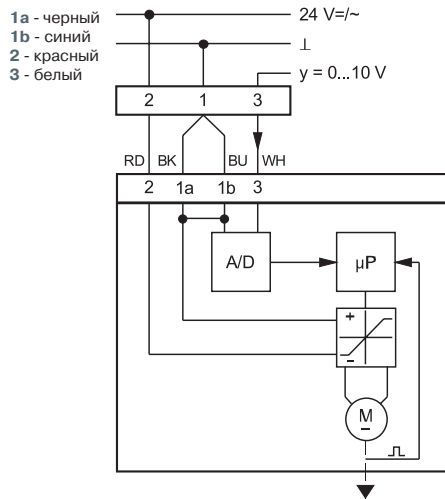 1a - черный
1b - синий
2 - красный
3 - белый
24 V=/~
⊥
y = 0...10 V
2 1 3
RD BK BU WH
2 1a 1b 3
A/D
µP
+
-
M